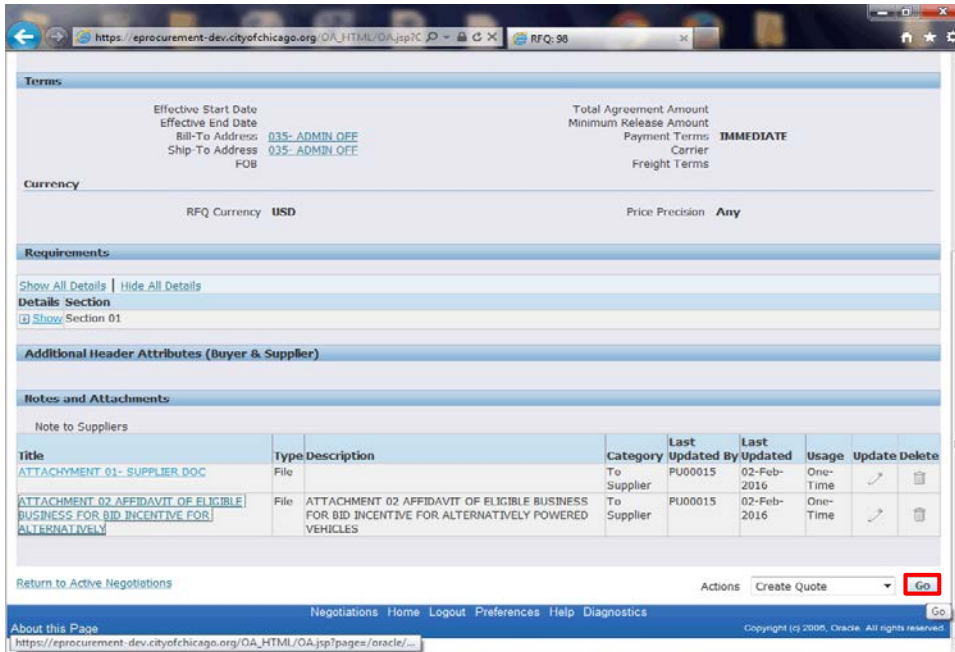 https://eprocurement-dev.cityofchicago.org/OA_HTML/OA.jsp?C
RFQ: 98
Terms
Effective Start Date
Effective End Date
Bill-To Address 035- ADMIN OFF
Ship-To Address 035- ADMIN OFF
FOB
Total Agreement Amount
Minimum Release Amount
Payment Terms IMMEDIATE
Carrier
Freight Terms
Currency
RFQ Currency USD
Price Precision Any
Requirements
Show All Details | Hide All Details
Details Section
Show Section 01
Additional Header Attributes (Buyer & Supplier)
Notes and Attachments
Note to Suppliers
Title Type Description Category Last Updated By Last Updated Usage Update Delete
ATTACHYMENT 01- SUPPLIER DOC File To Supplier PU00015 02-Feb-2016 One-Time
ATTACHMENT 02 AFFIDAVIT OF ELIGIBLE BUSINESS FOR BID INCENTIVE FOR ALTERNATIVELY File ATTACHMENT 02 AFFIDAVIT OF ELIGIBLE BUSINESS FOR BID INCENTIVE FOR ALTERNATIVELY POWERED VEHICLES To Supplier PU00015 02-Feb-2016 One-Time
Return to Active Negotiations
Actions Create Quote Go
Negotiations Home Logout Preferences Help Diagnostics
Go
About this Page
Copyright (c) 2006, Oracle. All rights reserved.
https://eprocurement-dev.cityofchicago.org/OA_HTML/OA.jsp?page=/oracle/...